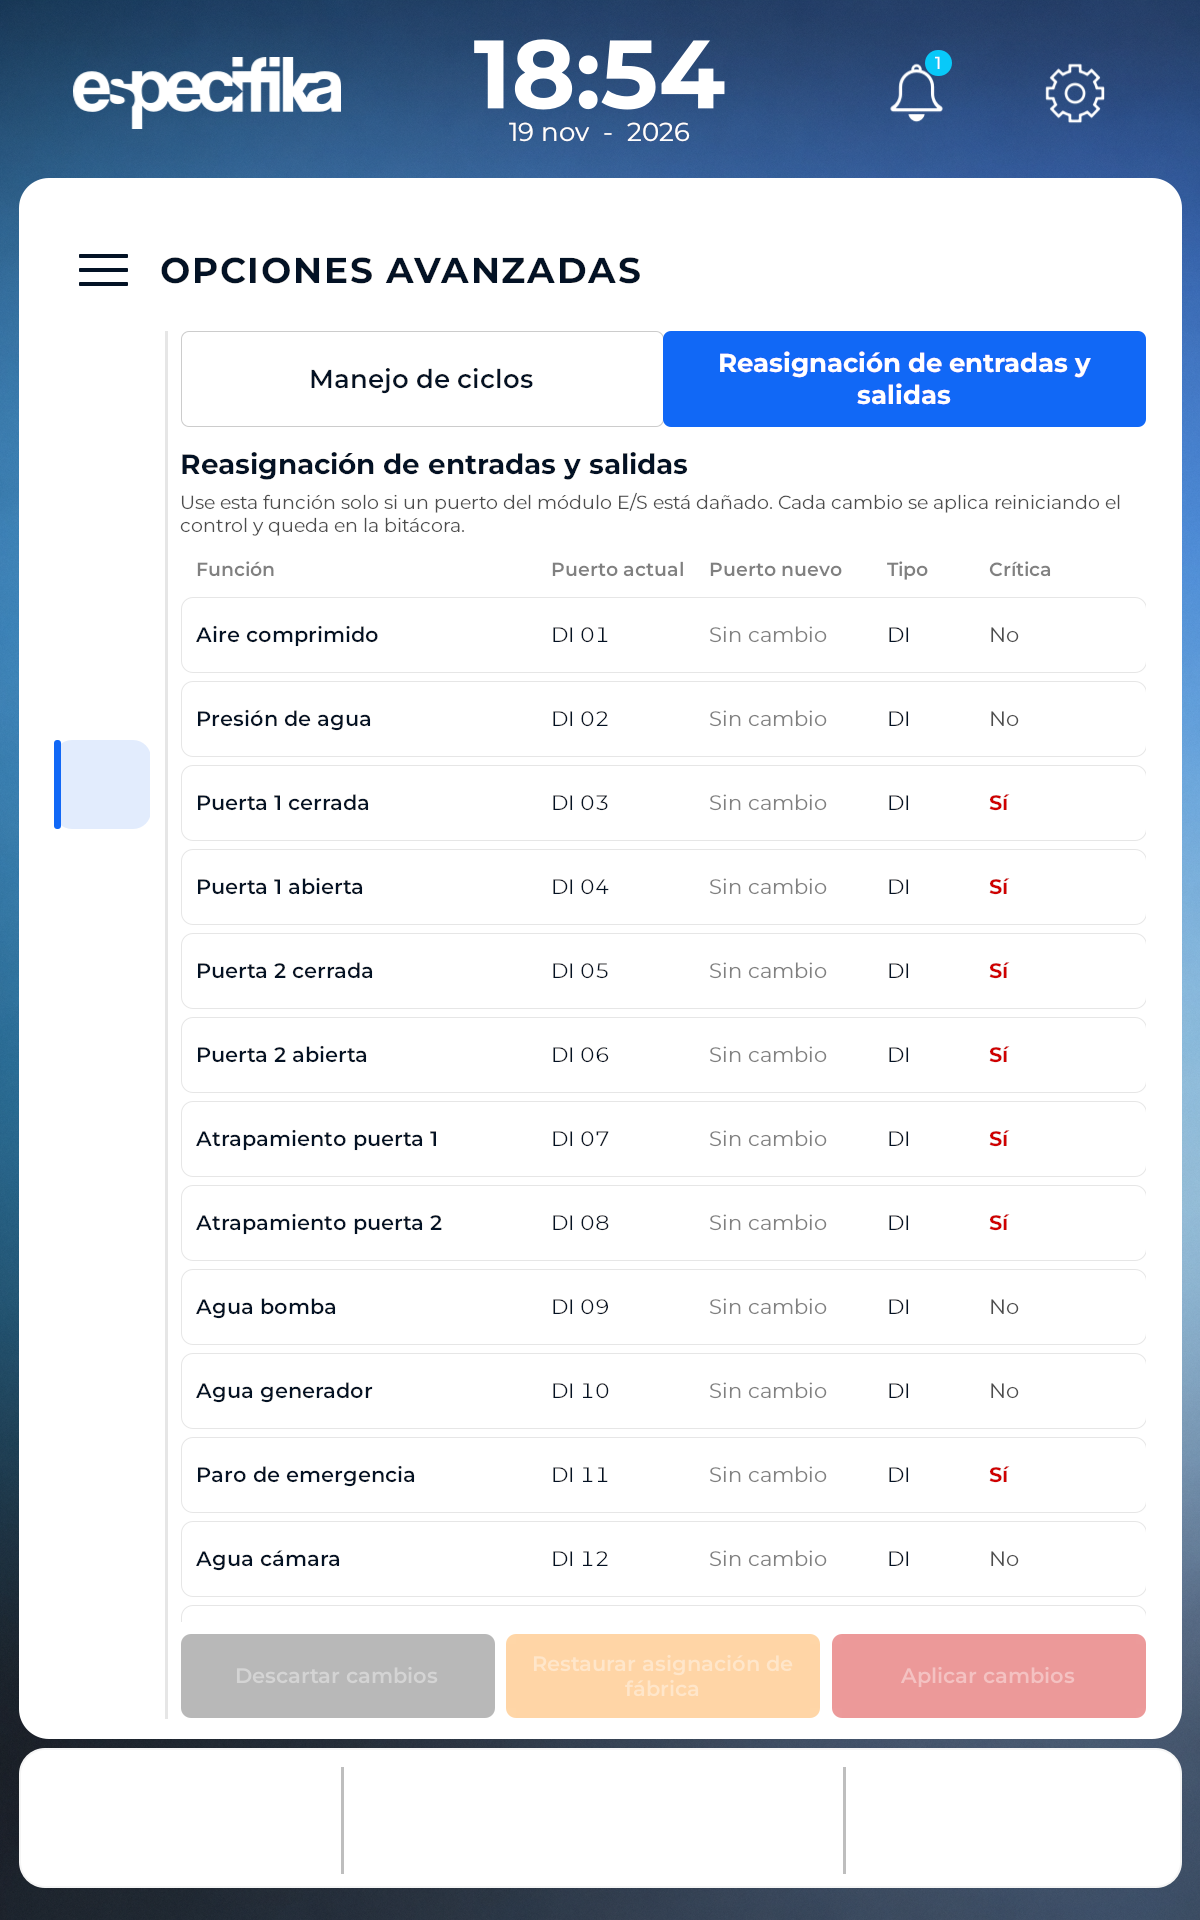 especifika
18:54
19 nov - 2026
1
OPCIONES AVANZADAS
Manejo de ciclos
Reasignación de entradas y
salidas
Reasignación de entradas y salidas
Use esta función solo si un puerto del módulo E/S está dañado. Cada cambio se aplica reiniciando el
control y queda en la bitácora.
Función Puerto actual Puerto nuevo Tipo Crítica
Aire comprimido DI 01 Sin cambio DI No
Presión de agua DI 02 Sin cambio DI No
Puerta 1 cerrada DI 03 Sin cambio DI Sí
Puerta 1 abierta DI 04 Sin cambio DI Sí
Puerta 2 cerrada DI 05 Sin cambio DI Sí
Puerta 2 abierta DI 06 Sin cambio DI Sí
Atrapamiento puerta 1 DI 07 Sin cambio DI Sí
Atrapamiento puerta 2 DI 08 Sin cambio DI Sí
Agua bomba DI 09 Sin cambio DI No
Agua generador DI 10 Sin cambio DI No
Paro de emergencia DI 11 Sin cambio DI Sí
Agua cámara DI 12 Sin cambio DI No
Descartar cambios
Restaurar asignación de
fábrica
Aplicar cambios